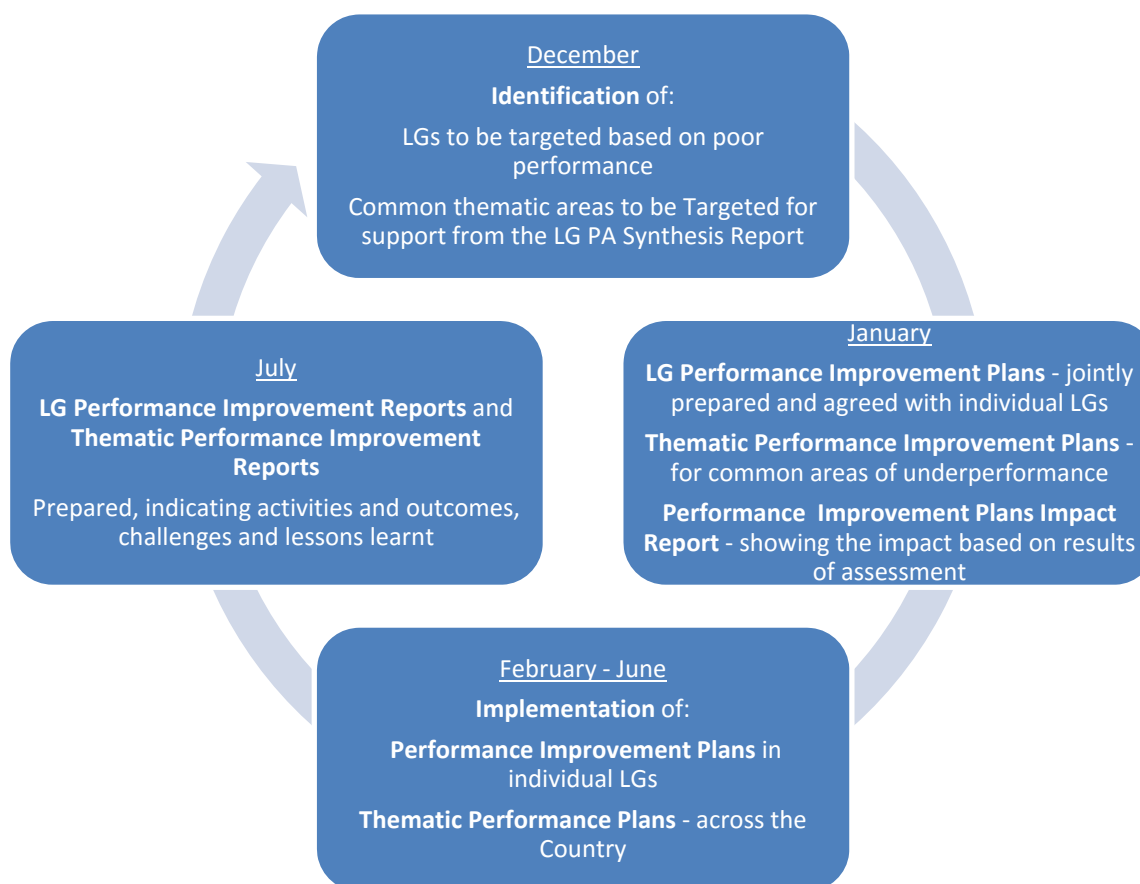 December
Identification of:
LGs to be targeted based on poor
performance
Common thematic areas to be Targeted for
support from the LG PA Synthesis Report
January
LG Performance Improvement Plans - jointly
prepared and agreed with individual LGs
Thematic Performance Improvement Plans -
for common areas of underperformance
Performance  Improvement Plans Impact
Report - showing the impact based on results
of assessment
February - June
Implementation of:
Performance Improvement Plans in
individual LGs
Thematic Performance Plans - across the
Country
July
LG Performance Improvement Reports and
Thematic Performance Improvement
Reports
Prepared, indicating activities and outcomes,
challenges and lessons learnt